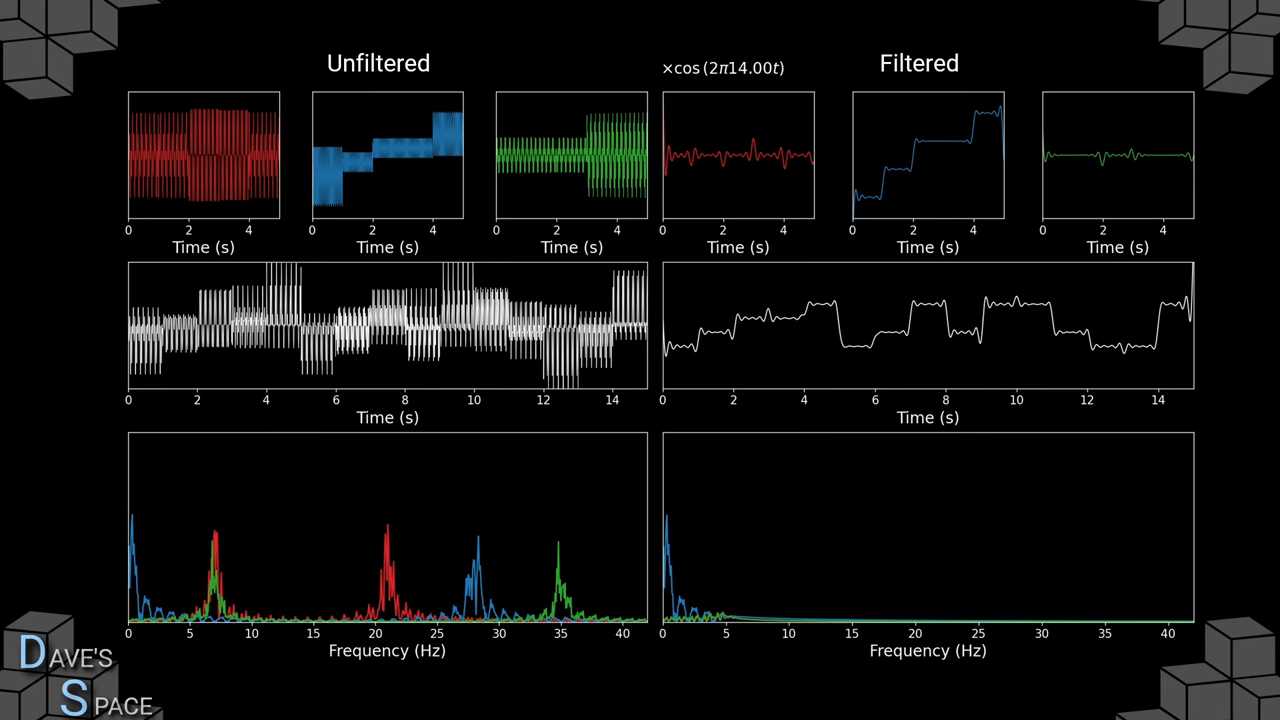 Unfiltered
×cos (2π14.00t)
Filtered
0 2 4
0 2 4
0 2 4
0 2 4
0 2 4
0 2 4
Time (s)
Time (s)
Time (s)
Time (s)
Time (s)
Time (s)
0 2 4 6 8 10 12 14
0 2 4 6 8 10 12 14
Time (s)
Time (s)
0 5 10 15 20 25 30 35 40
0 5 10 15 20 25 30 35 40
Frequency (Hz)
Frequency (Hz)
DAVE'S
SPACE